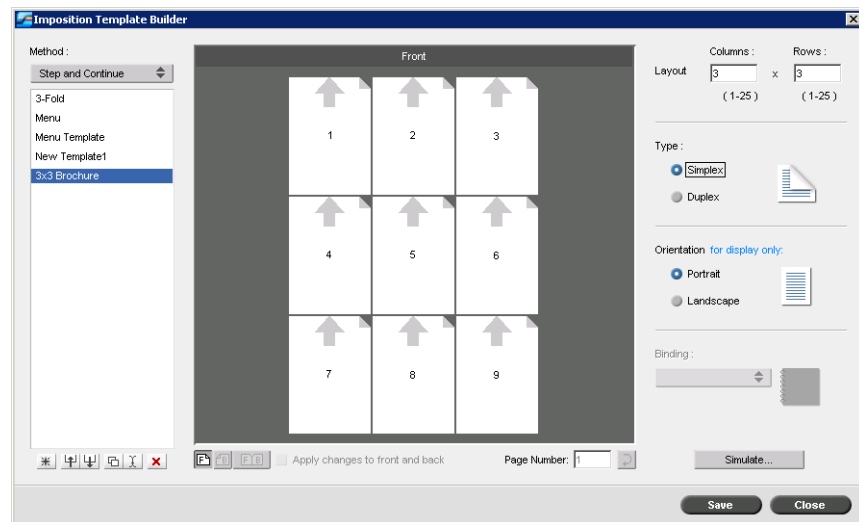 Imposition Template Builder
Method :
Step and Continue
3-Fold
Menu
Menu Template
New Template1
3x3 Brochure
Front
1 2 3
4 5 6
7 8 9
F B F B
Apply changes to front and back
Page Number: 1
Columns : Rows :
Layout 3 x 3
(1-25) (1-25)
Type :
Simplex
Duplex
Orientation for display only:
Portrait
Landscape
Binding :
Simulate...
Save Close